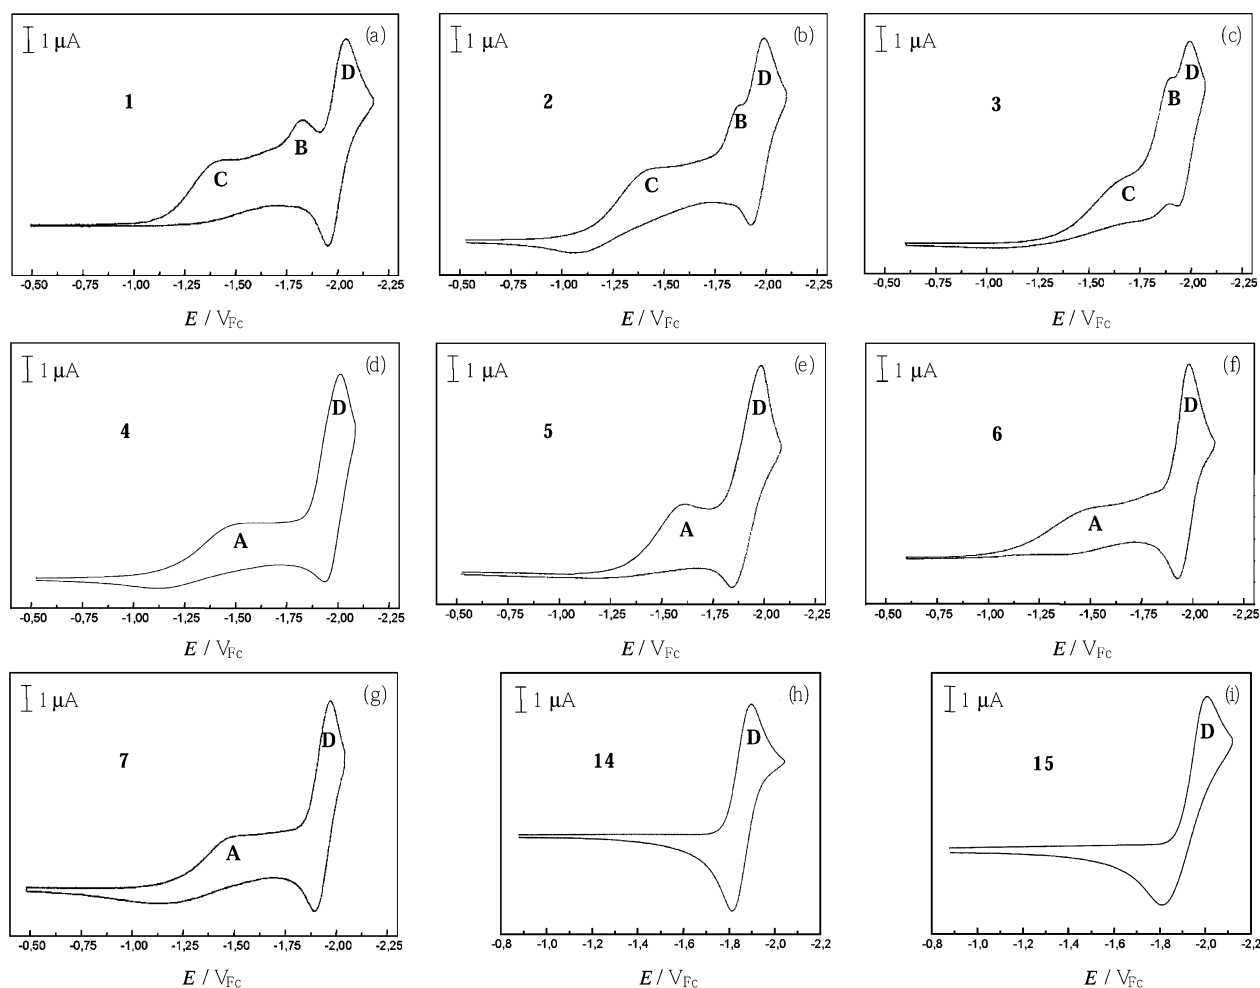 1 µA (a) 1 µA (b) 1 µA (c)
D D B D
1 2 3
B B
C C C
-0,50 -0,75 -1,00 -1,25 -1,50 -1,75 -2,00 -2,25 -0,50 -0,75 -1,00 -1,25 -1,50 -1,75 -2,00 -2,25 -0,50 -0,75 -1,00 -1,25 -1,50 -1,75 -2,00 -2,25
E / VFc E / VFc E / VFc
1 µA (d) 1 µA (e) 1 µA (f)
D D D
4 5 6
A A A
-0,50 -0,75 -1,00 -1,25 -1,50 -1,75 -2,00 -2,25 -0,50 -0,75 -1,00 -1,25 -1,50 -1,75 -2,00 -2,25 -0,50 -0,75 -1,00 -1,25 -1,50 -1,75 -2,00 -2,25
E / VFc E / VFc E / VFc
1 µA (g) 1 µA (h) 1 µA (i)
D D D
7 14 15
A
-0,50 -0,75 -1,00 -1,25 -1,50 -1,75 -2,00 -2,25 -0,8 -1,0 -1,2 -1,4 -1,6 -1,8 -2,0 -2,2 -0,8 -1,0 -1,2 -1,4 -1,6 -1,8 -2,0 -2,2
E / VFc E / VFc E / VFc